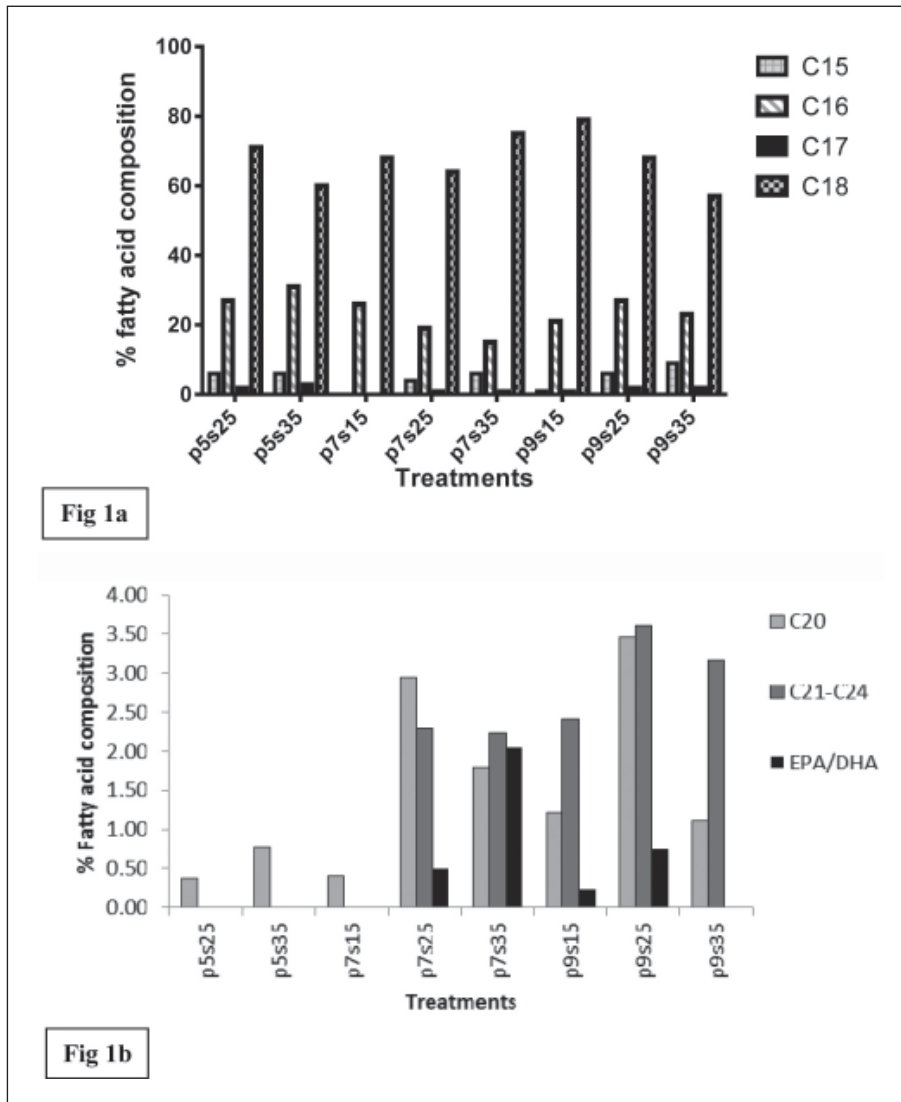 100
80
60
40
20
0
% fatty acid composition
C15
C16
C17
C18
p5s25 p5s35 p7s15 p7s25 p7s35 p9s15 p9s25 p9s35
Treatments
Fig 1a
4.00
3.50
3.00
2.50
2.00
1.50
1.00
0.50
0.00
% Fatty acid composition
C20
C21-C24
EPA/DHA
p5s25 p5s35 p7s15 p7s25 p7s35 p9s15 p9s25 p9s35
Treatments
Fig 1b